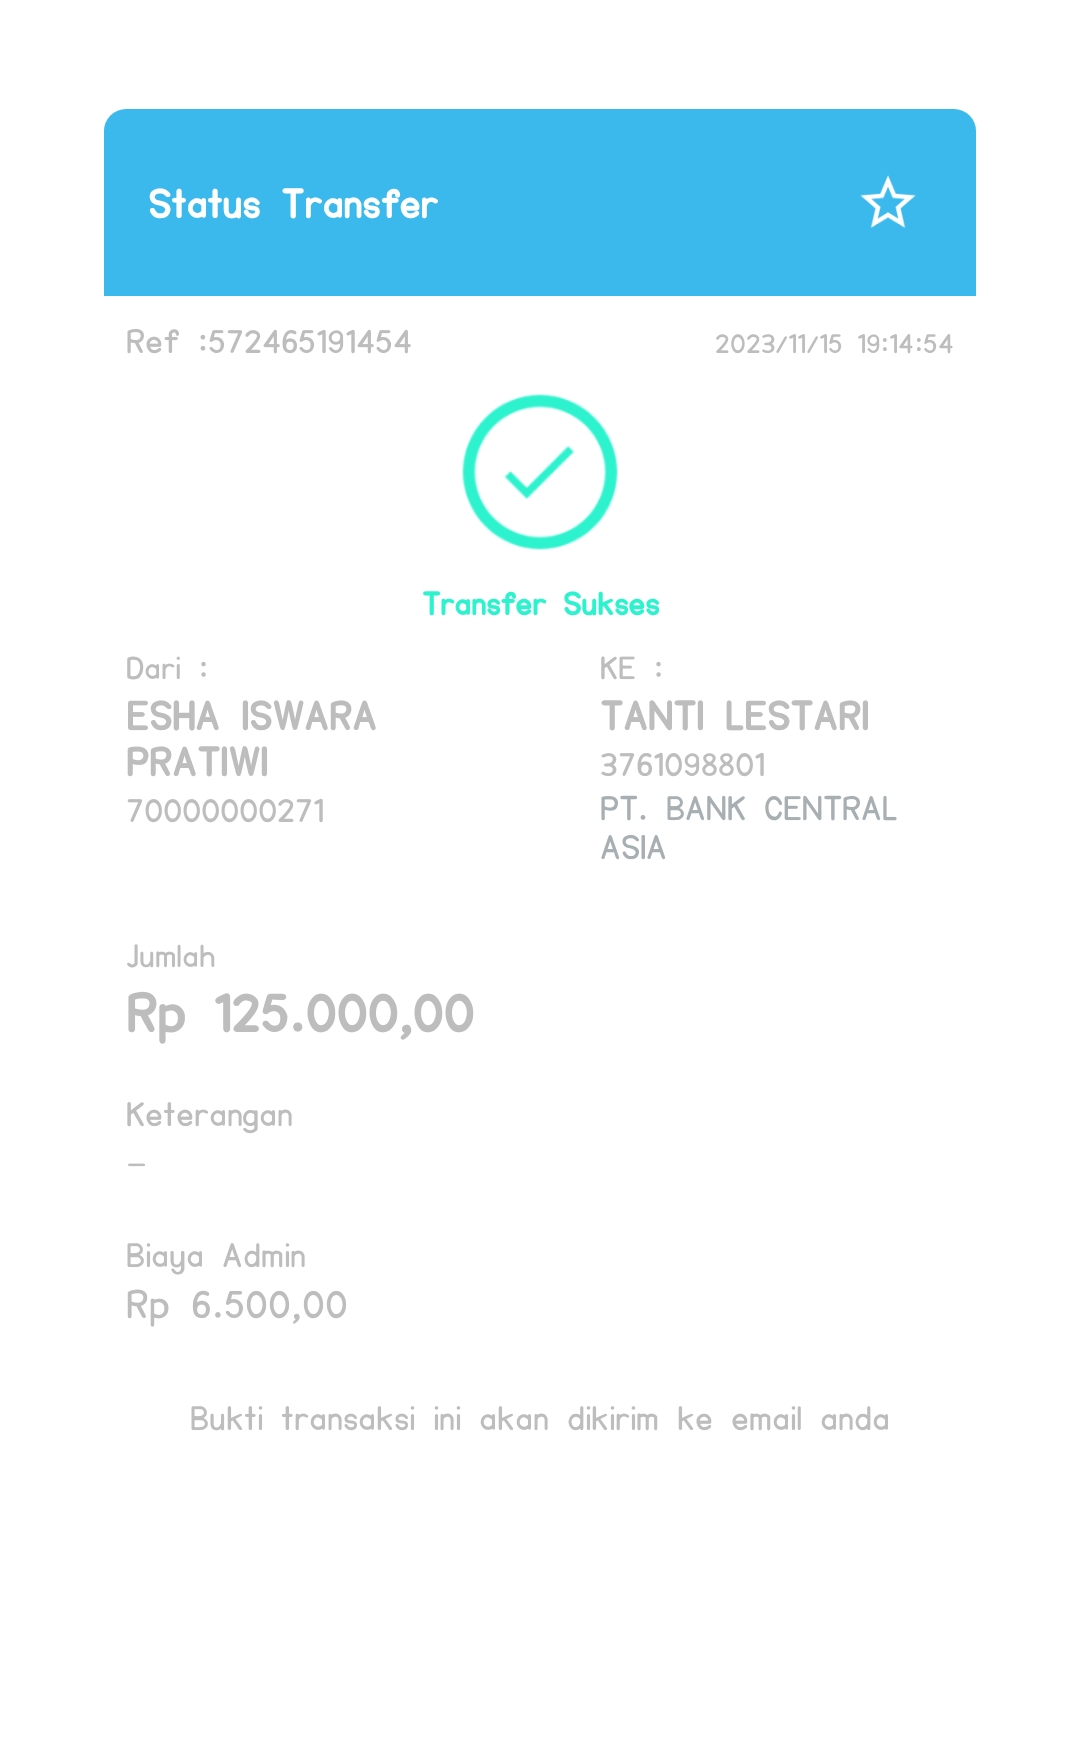 Status Transfer
Ref :572465191454
2023/11/15 19:14:54
Transfer Sukses
Dari :
ESHA ISWARA
PRATIWI
70000000271
KE :
TANTI LESTARI
3761098801
PT. BANK CENTRAL
ASIA
Jumlah
Rp 125.000,00
Keterangan
-
Biaya Admin
Rp 6.500,00
Bukti transaksi ini akan dikirim ke email anda